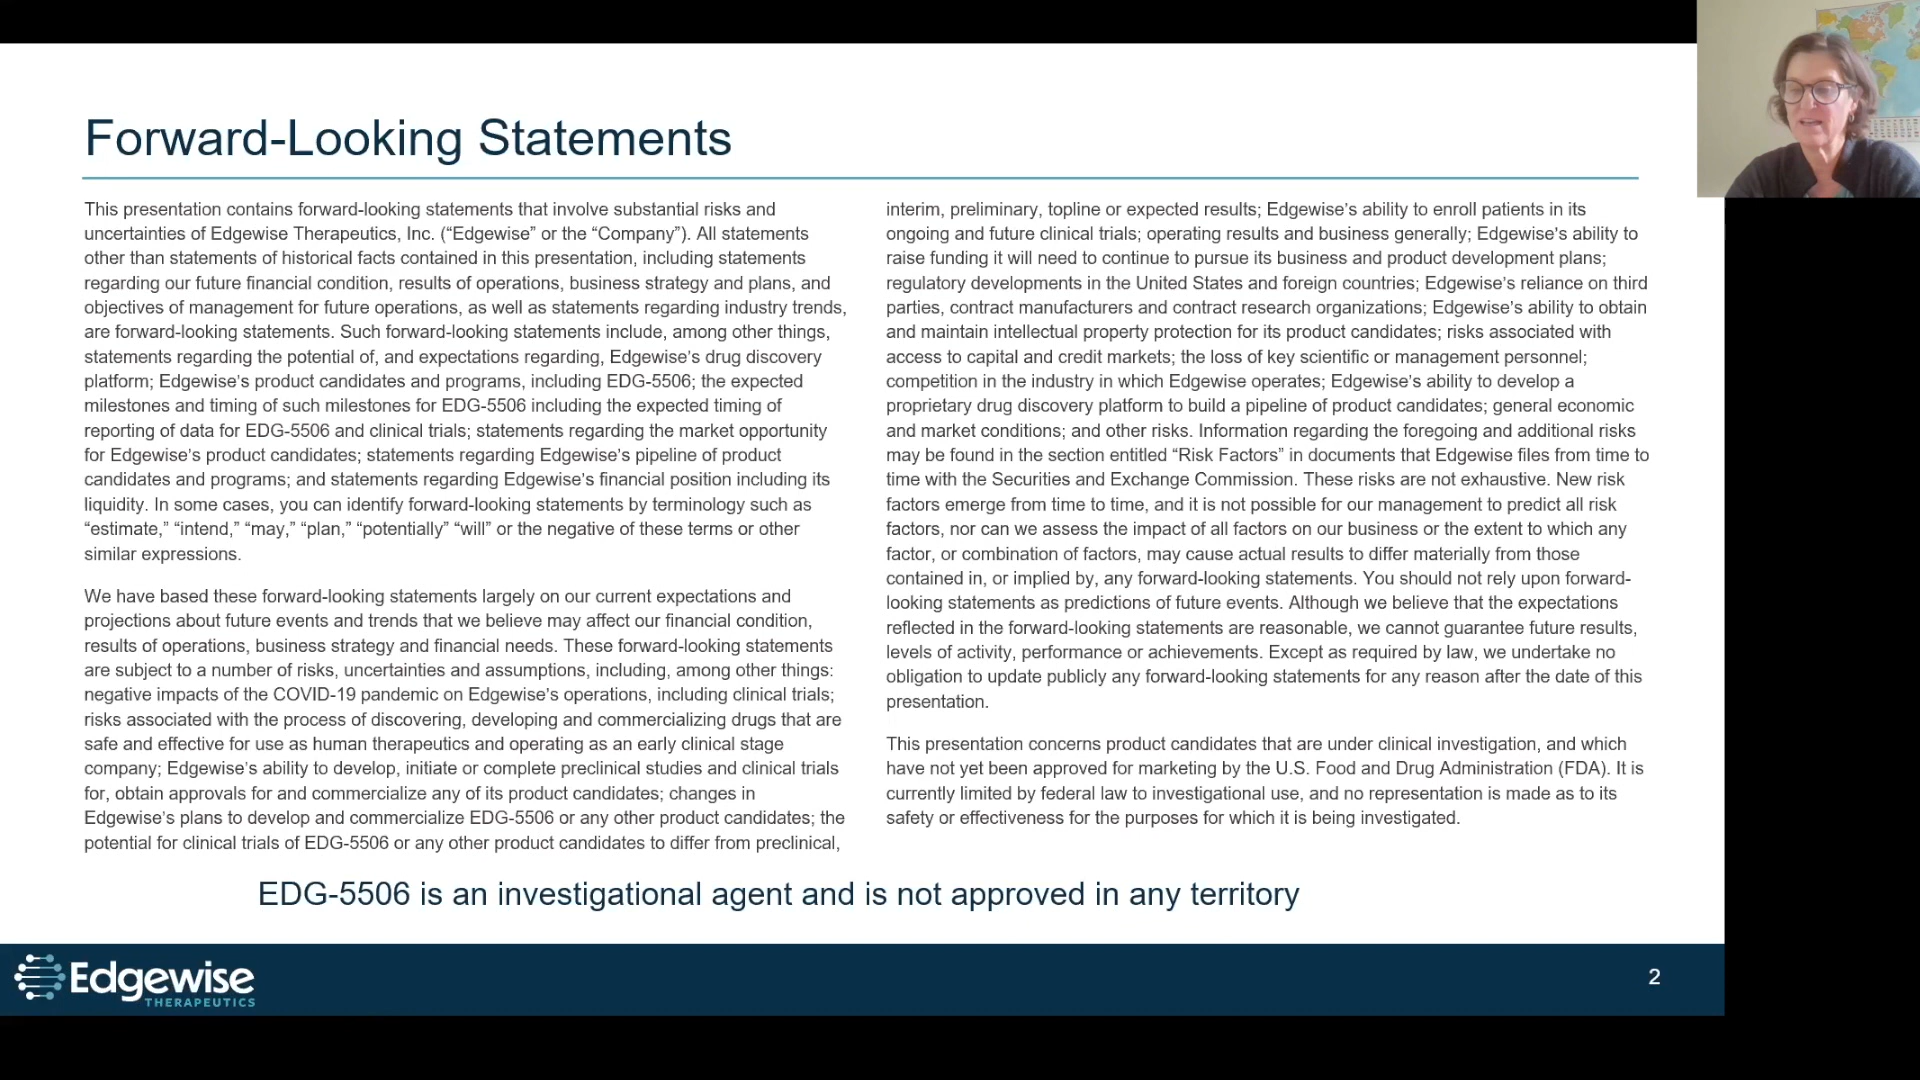 Forward-Looking Statements
This presentation contains forward-looking statements that involve substantial risks and
uncertainties of Edgewise Therapeutics, Inc. (“Edgewise” or the “Company”). All statements
other than statements of historical facts contained in this presentation, including statements
regarding our future financial condition, results of operations, business strategy and plans, and
objectives of management for future operations, as well as statements regarding industry trends,
are forward-looking statements. Such forward-looking statements include, among other things,
statements regarding the potential of, and expectations regarding, Edgewise’s drug discovery
platform; Edgewise’s product candidates and programs, including EDG-5506; the expected
milestones and timing of such milestones for EDG-5506 including the expected timing of
reporting of data for EDG-5506 and clinical trials; statements regarding the market opportunity
for Edgewise’s product candidates; statements regarding Edgewise’s pipeline of product
candidates and programs; and statements regarding Edgewise’s financial position including its
liquidity. In some cases, you can identify forward-looking statements by terminology such as
“estimate,” “intend,” “may,” “plan,” “potentially” “will” or the negative of these terms or other
similar expressions.
We have based these forward-looking statements largely on our current expectations and
projections about future events and trends that we believe may affect our financial condition,
results of operations, business strategy and financial needs. These forward-looking statements
are subject to a number of risks, uncertainties and assumptions, including, among other things:
negative impacts of the COVID-19 pandemic on Edgewise’s operations, including clinical trials;
risks associated with the process of discovering, developing and commercializing drugs that are
safe and effective for use as human therapeutics and operating as an early clinical stage
company; Edgewise’s ability to develop, initiate or complete preclinical studies and clinical trials
for, obtain approvals for and commercialize any of its product candidates; changes in
Edgewise’s plans to develop and commercialize EDG-5506 or any other product candidates; the
potential for clinical trials of EDG-5506 or any other product candidates to differ from preclinical,
interim, preliminary, topline or expected results; Edgewise’s ability to enroll patients in its
ongoing and future clinical trials; operating results and business generally; Edgewise’s ability to
raise funding it will need to continue to pursue its business and product development plans;
regulatory developments in the United States and foreign countries; Edgewise’s reliance on third
parties, contract manufacturers and contract research organizations; Edgewise’s ability to obtain
and maintain intellectual property protection for its product candidates; risks associated with
access to capital and credit markets; the loss of key scientific or management personnel;
competition in the industry in which Edgewise operates; Edgewise’s ability to develop a
proprietary drug discovery platform to build a pipeline of product candidates; general economic
and market conditions; and other risks. Information regarding the foregoing and additional risks
may be found in the section entitled “Risk Factors” in documents that Edgewise files from time to
time with the Securities and Exchange Commission. These risks are not exhaustive. New risk
factors emerge from time to time, and it is not possible for our management to predict all risk
factors, nor can we assess the impact of all factors on our business or the extent to which any
factor, or combination of factors, may cause actual results to differ materially from those
contained in, or implied by, any forward-looking statements. You should not rely upon forward-
looking statements as predictions of future events. Although we believe that the expectations
reflected in the forward-looking statements are reasonable, we cannot guarantee future results,
levels of activity, performance or achievements. Except as required by law, we undertake no
obligation to update publicly any forward-looking statements for any reason after the date of this
presentation.
This presentation concerns product candidates that are under clinical investigation, and which
have not yet been approved for marketing by the U.S. Food and Drug Administration (FDA). It is
currently limited by federal law to investigational use, and no representation is made as to its
safety or effectiveness for the purposes for which it is being investigated.
EDG-5506 is an investigational agent and is not approved in any territory
Edgewise
THERAPEUTICS
2